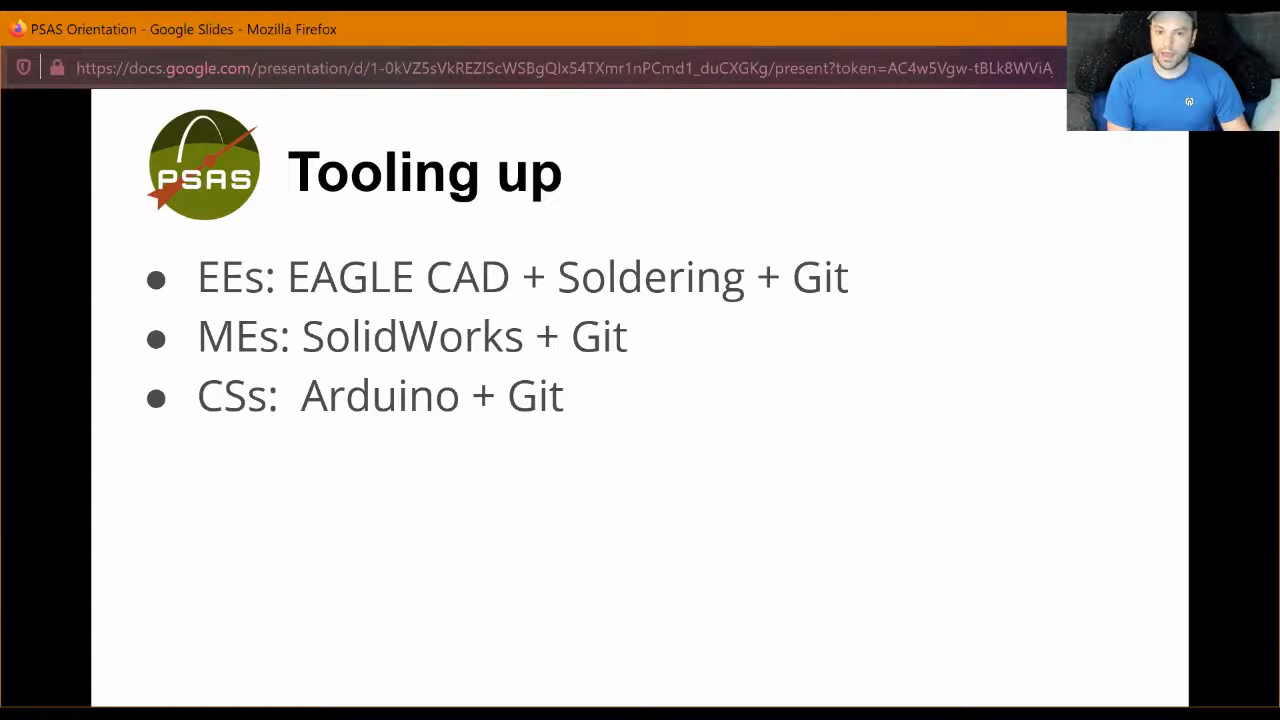 PSAS Orientation - Google Slides - Mozilla Firefox
https://docs.google.com/presentation/d/1-0kVZ5sVkREZIScWSBgQIx54TXmr1nPCmd1_duCXGKg/present?token=AC4w5Vgw-tBLk8WViA
PSAS
Tooling up
● EEs: EAGLE CAD + Soldering + Git
● MEs: SolidWorks + Git
● CSs: Arduino + Git